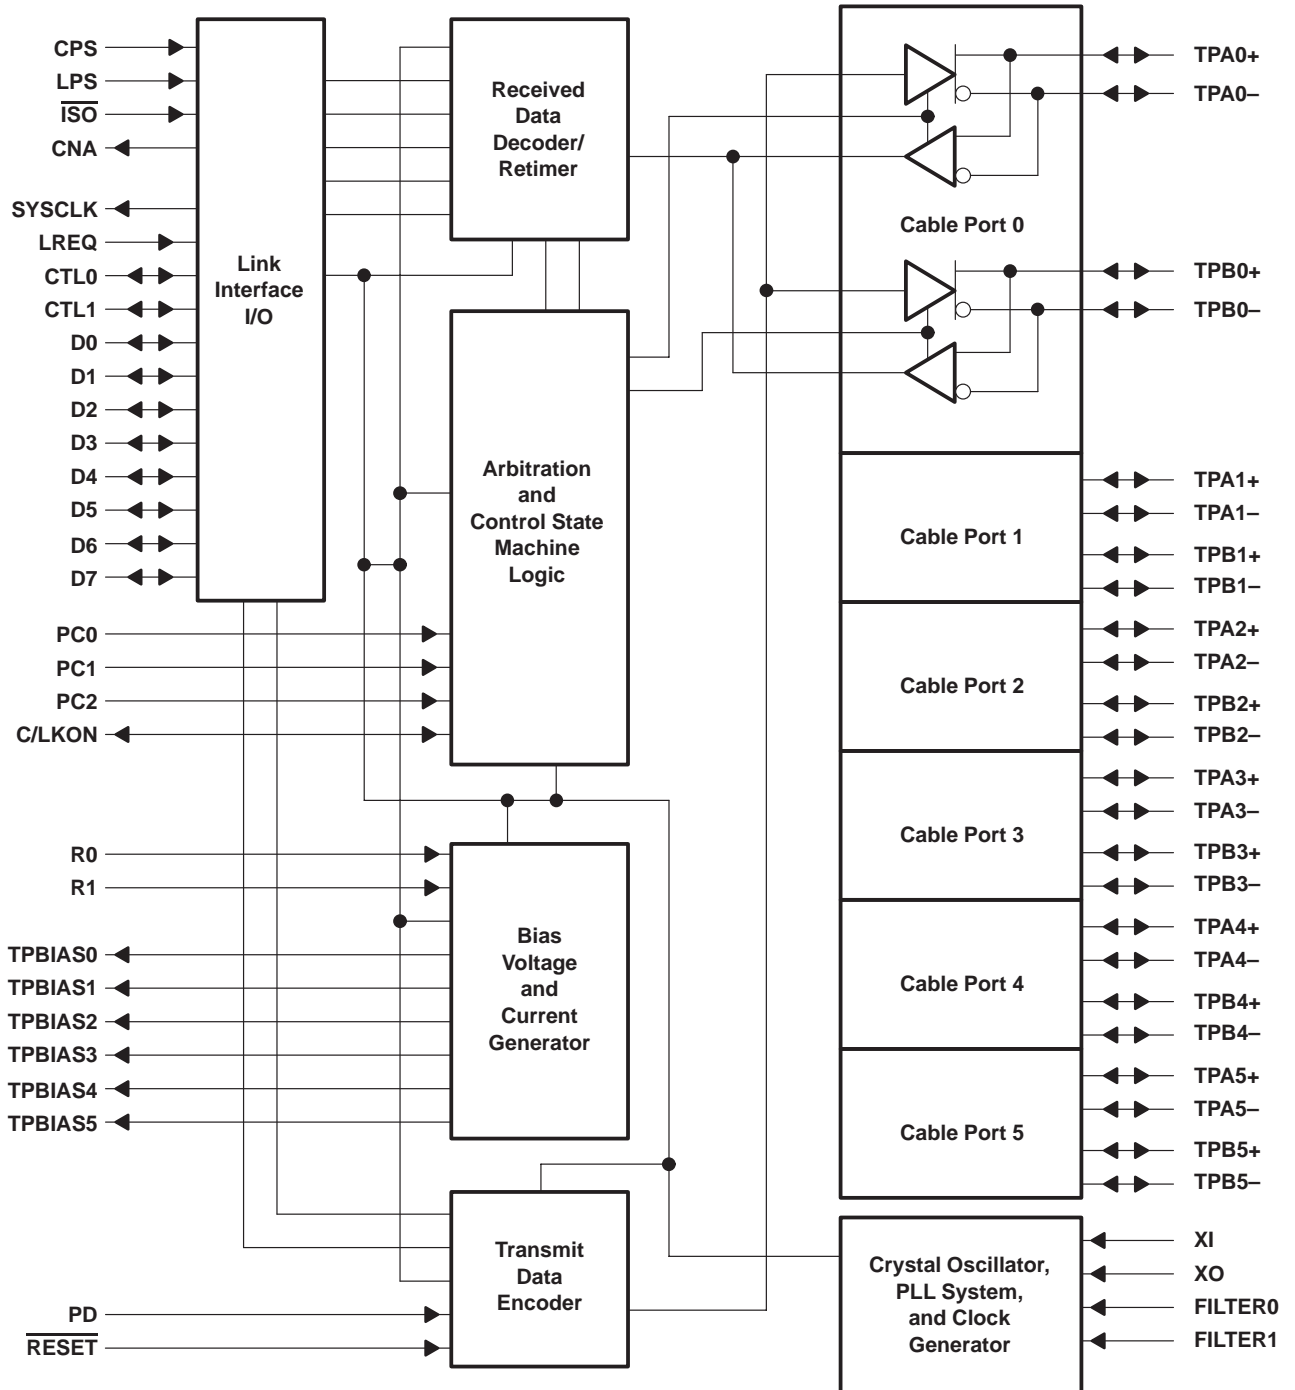 CPS
LPS
ISO
CNA
SYSCLK
LREQ
CTL0
CTL1
D0
D1
D2
D3
D4
D5
D6
D7
PC0
PC1
PC2
C/LKON
R0
R1
TPBIAS0
TPBIAS1
TPBIAS2
TPBIAS3
TPBIAS4
TPBIAS5
PD
RESET
Link
Interface
I/O
Received
Data
Decoder/
Retimer
Arbitration
and
Control State
Machine
Logic
Bias
Voltage
and
Current
Generator
Transmit
Data
Encoder
Cable Port 0
Cable Port 1
Cable Port 2
Cable Port 3
Cable Port 4
Cable Port 5
Crystal Oscillator,
PLL System,
and Clock
Generator
TPA0+
TPA0–
TPB0+
TPB0–
TPA1+
TPA1–
TPB1+
TPB1–
TPA2+
TPA2–
TPB2+
TPB2–
TPA3+
TPA3–
TPB3+
TPB3–
TPA4+
TPA4–
TPB4+
TPB4–
TPA5+
TPA5–
TPB5+
TPB5–
XI
XO
FILTER0
FILTER1